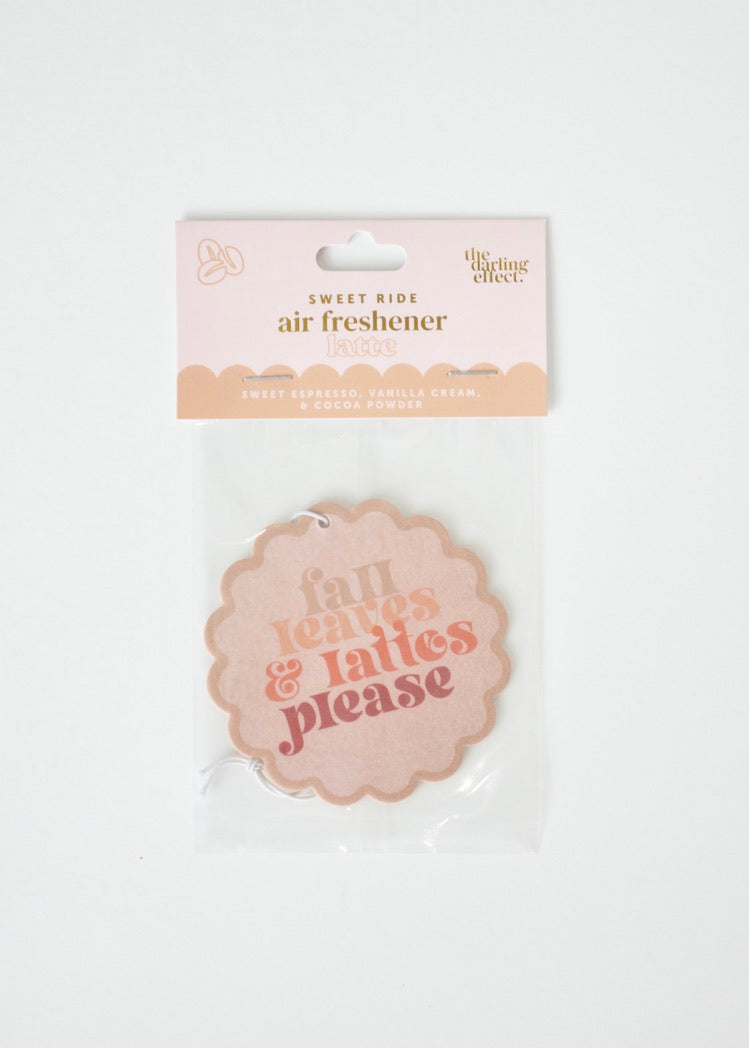 the
darling
effect.
SWEET RIDE
air freshener
latte
SWEET ESPRESSO, VANILLA CREAM,
& COCOA POWDER
fall
leaves
& lattes
please